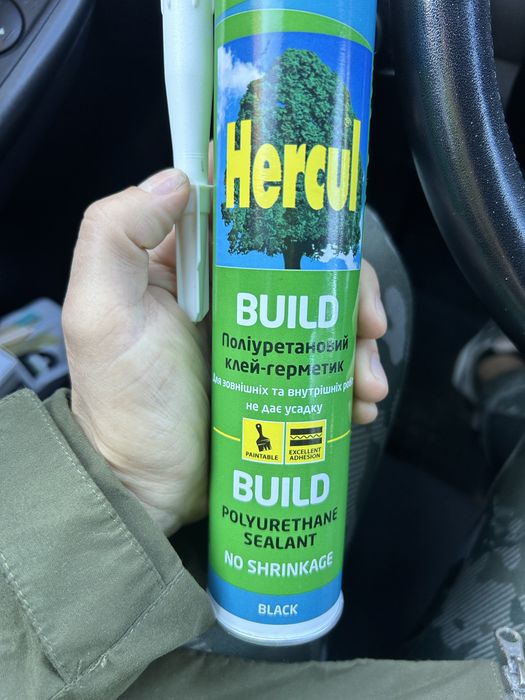 Hercul
BUILD
Поліуретановий
клей-герметик
Для зовнішніх та внутрішніх робі
не дає усадку
PAINTABLE
EXCELLENT
ADHESION
BUILD
POLYURETHANE
SEALANT
NO SHRINKAGE
BLACK